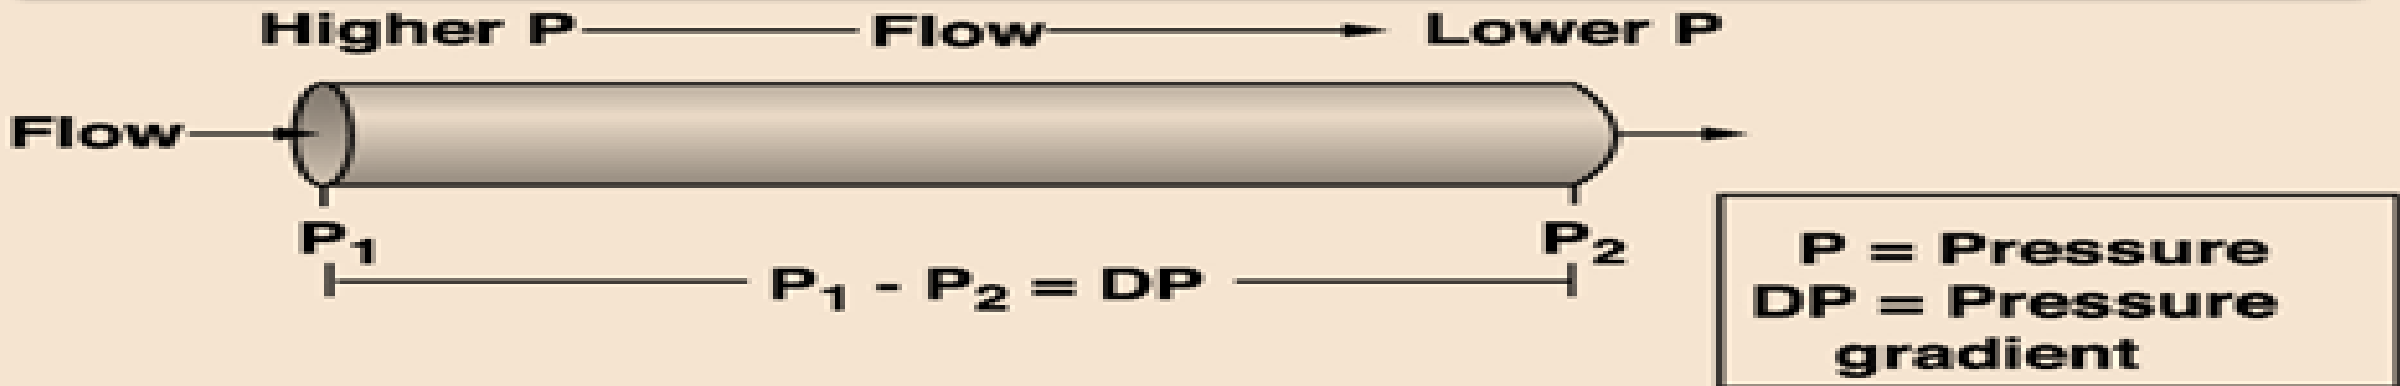 Higher P Flow Lower P
Flow
P₁ P₂
P₁ - P₂ = DP
P = Pressure
DP = Pressure
gradient